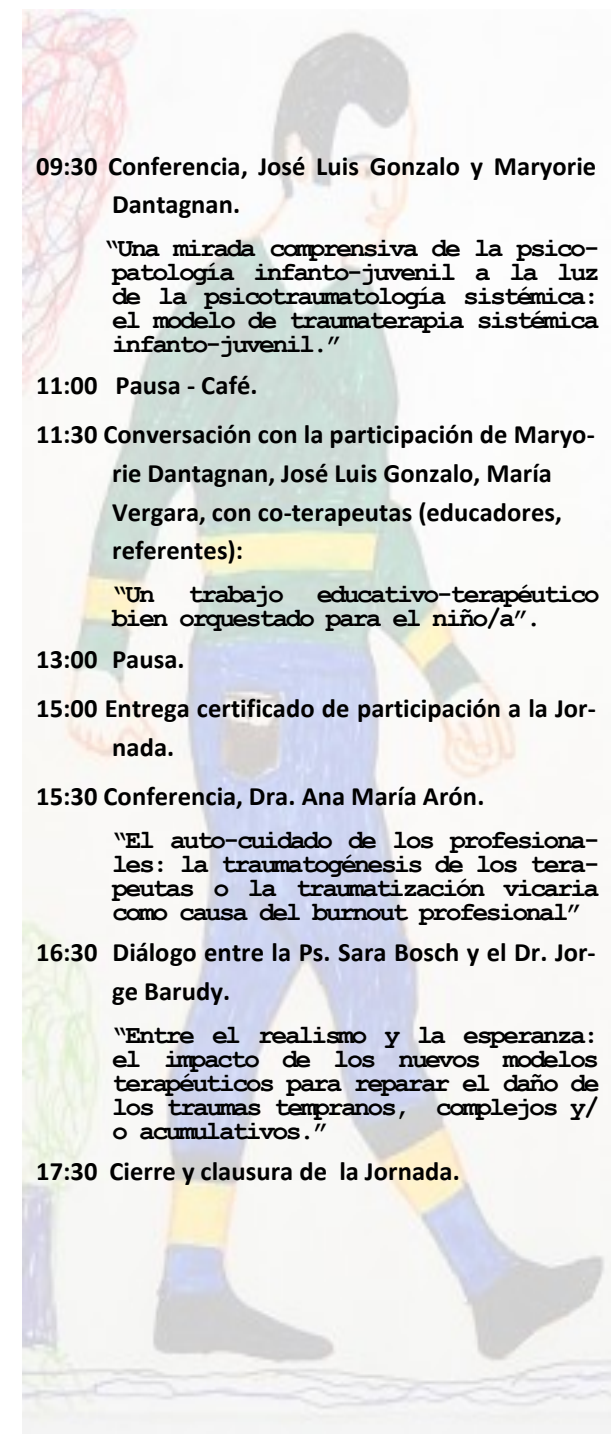 09:30 Conferencia, José Luis Gonzalo y Maryorie
Dantagnan.
“Una mirada comprensiva de la psico-
patología infanto-juvenil a la luz
de la psicotraumatología sistémica:
el modelo de traumaterapia sistémica
infanto-juvenil.”
11:00 Pausa - Café.
11:30 Conversación con la participación de Maryo-
rie Dantagnan, José Luis Gonzalo, María
Vergara, con co-terapeutas (educadores,
referentes):
“Un trabajo educativo-terapéutico
bien orquestado para el niño/a”.
13:00 Pausa.
15:00 Entrega certificado de participación a la Jor-
nada.
15:30 Conferencia, Dra. Ana María Arón.
“El auto-cuidado de los profesiona-
les: la traumatogénesis de los tera-
peutas o la traumatización vicaria
como causa del burnout profesional”
16:30 Diálogo entre la Ps. Sara Bosch y el Dr. Jor-
ge Barudy.
“Entre el realismo y la esperanza:
el impacto de los nuevos modelos
terapéuticos para reparar el daño de
los traumas tempranos, complejos y/
o acumulativos.”
17:30 Cierre y clausura de la Jornada.